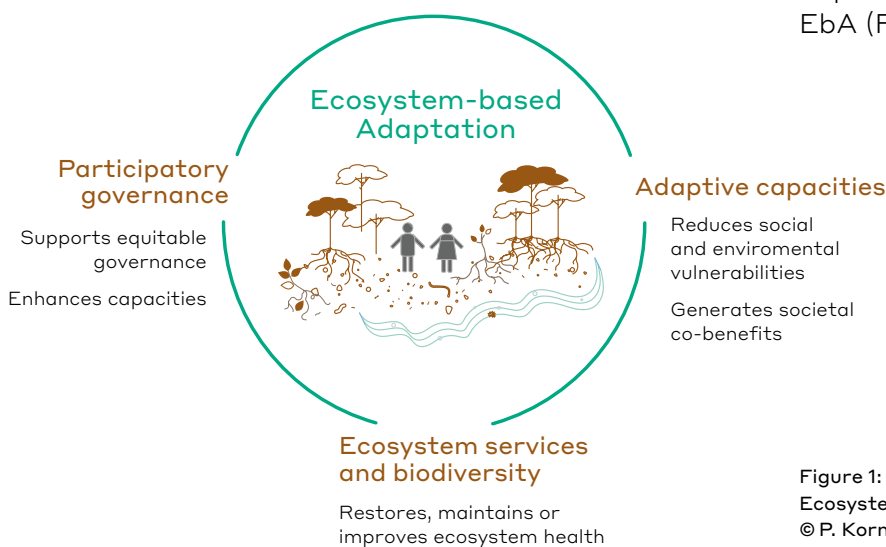 EbA (F
Ecosystem-based
Adaptation
Participatory
governance
Supports equitable
governance
Enhances capacities
Adaptive capacities
Reduces social
and enviromental
vulnerabilities
Generates societal
co-benefits
Ecosystem services
and biodiversity
Restores, maintains or
improves ecosystem health
Figure 1:
Ecosyste
© P. Korn